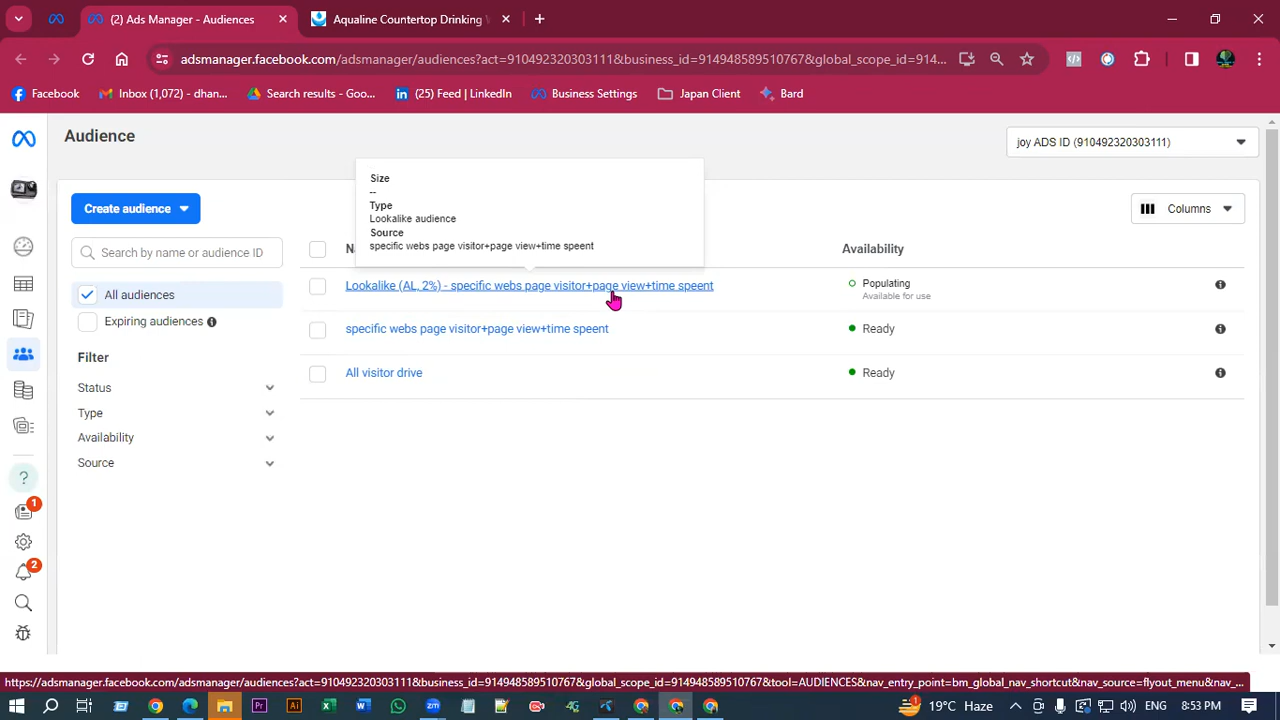 (2) Ads Manager - Audiences
Aqualine Countertop Drinking
adsmanager.facebook.com/adsmanager/audiences?act=910492320303111&business_id=914948589510767&global_scope_id=914...
Facebook
Inbox (1,072) - dhan...
Search results - Goo...
(25) Feed | LinkedIn
Business Settings
Japan Client
Bard
Audience
joy ADS ID (910492320303111)
Size
--
Type
Lookalike audience
Source
specific webs page visitor+page view+time speent
Create audience
Columns
Search by name or audience ID
Availability
All audiences
Lookalike (AL, 2%) - specific webs page visitor+page view+time speent
Populating
Available for use
Expiring audiences
specific webs page visitor+page view+time speent
Ready
Filter
All visitor drive
Ready
Status
Type
Availability
Source
1
2
https://adsmanager.facebook.com/adsmanager/audiences?act=910492320303111&business_id=914948589510767&global_scope_id=914948589510767&tool=AUDIENCES&nav_entry_point=bm_global_nav_shortcut&nav_source=flyout_menu&nav_...
19°C Haze
ENG
8:53 PM